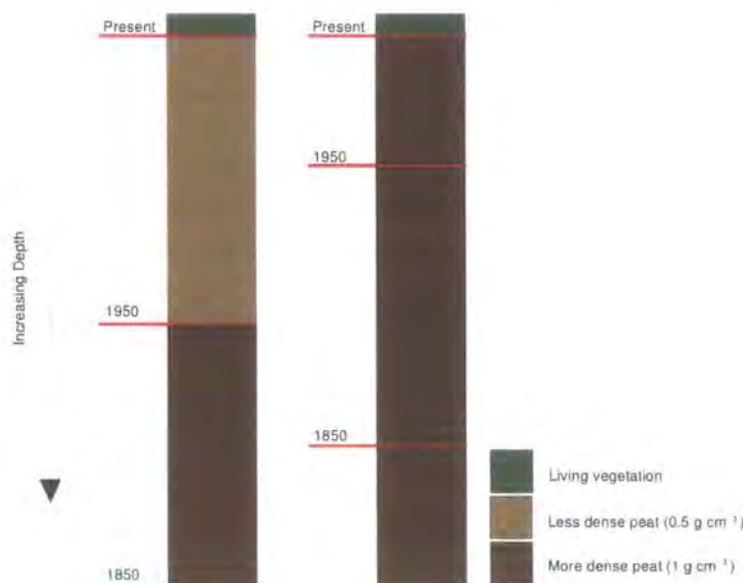 Present
Present
1950
1950
1850
1850
Increasing Depth
Living vegetation
Less dense peat (0.5 g cm ³)
More dense peat (1 g cm ³)